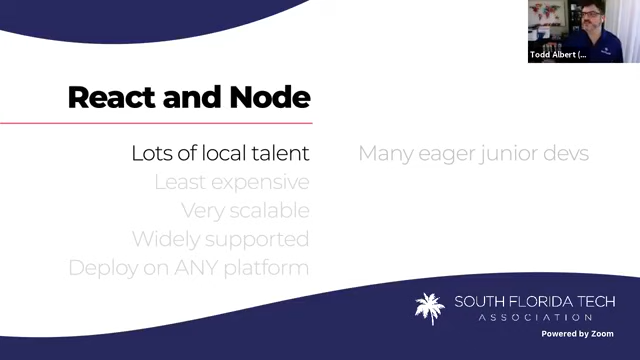 Todd Albert (...
React and Node
Lots of local talent
Many eager junior devs
Least expensive
Very scalable
Widely supported
Deploy on ANY platform
SOUTH FLORIDA TECH
ASSOCIATION
Powered by Zoom